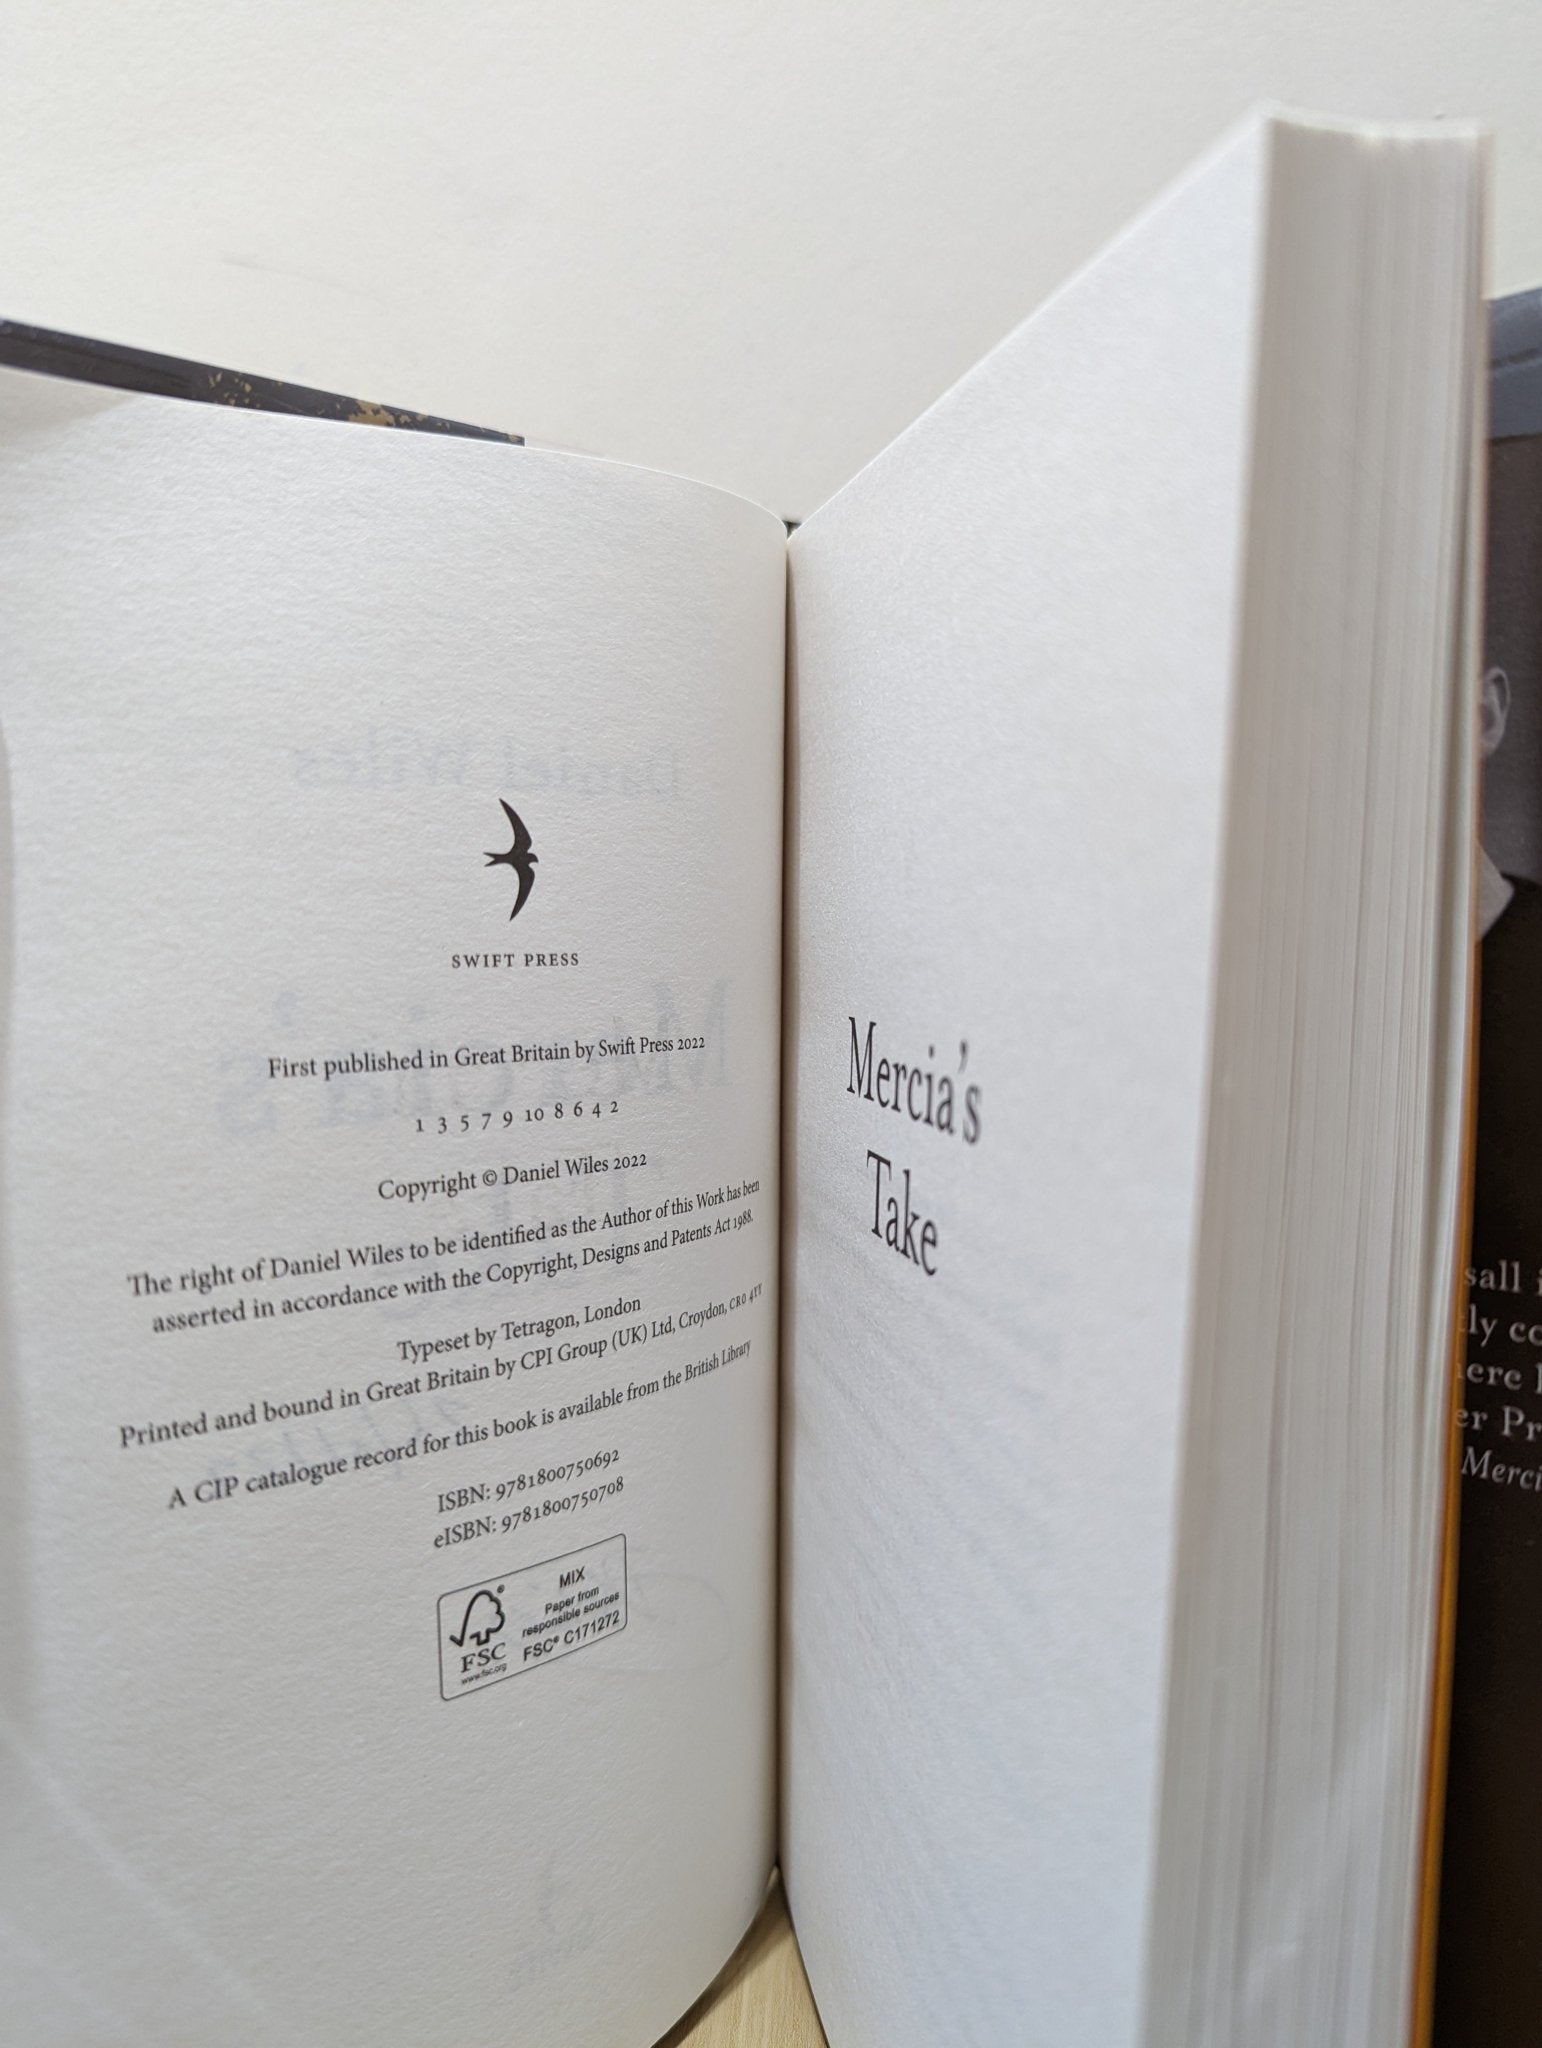 SWIFT PRESS
First published in Great Britain by Swift Press 2022
1 3 5 7 9 10 8 6 4 2
Copyright © Daniel Wiles 2022
The right of Daniel Wiles to be identified as the Author of this Work has been
asserted in accordance with the Copyright, Designs and Patents Act 1988.
Typeset by Tetragon, London
Printed and bound in Great Britain by CPI Group (UK) Ltd, Croydon, CR0 4YY
A CIP catalogue record for this book is available from the British Library
ISBN: 9781800750692
eISBN: 9781800750708
FSC
www.fsc.org
®
MIX
Paper from
responsible sources
FSC® C171272
Mercia's
Take
sall
ly
er